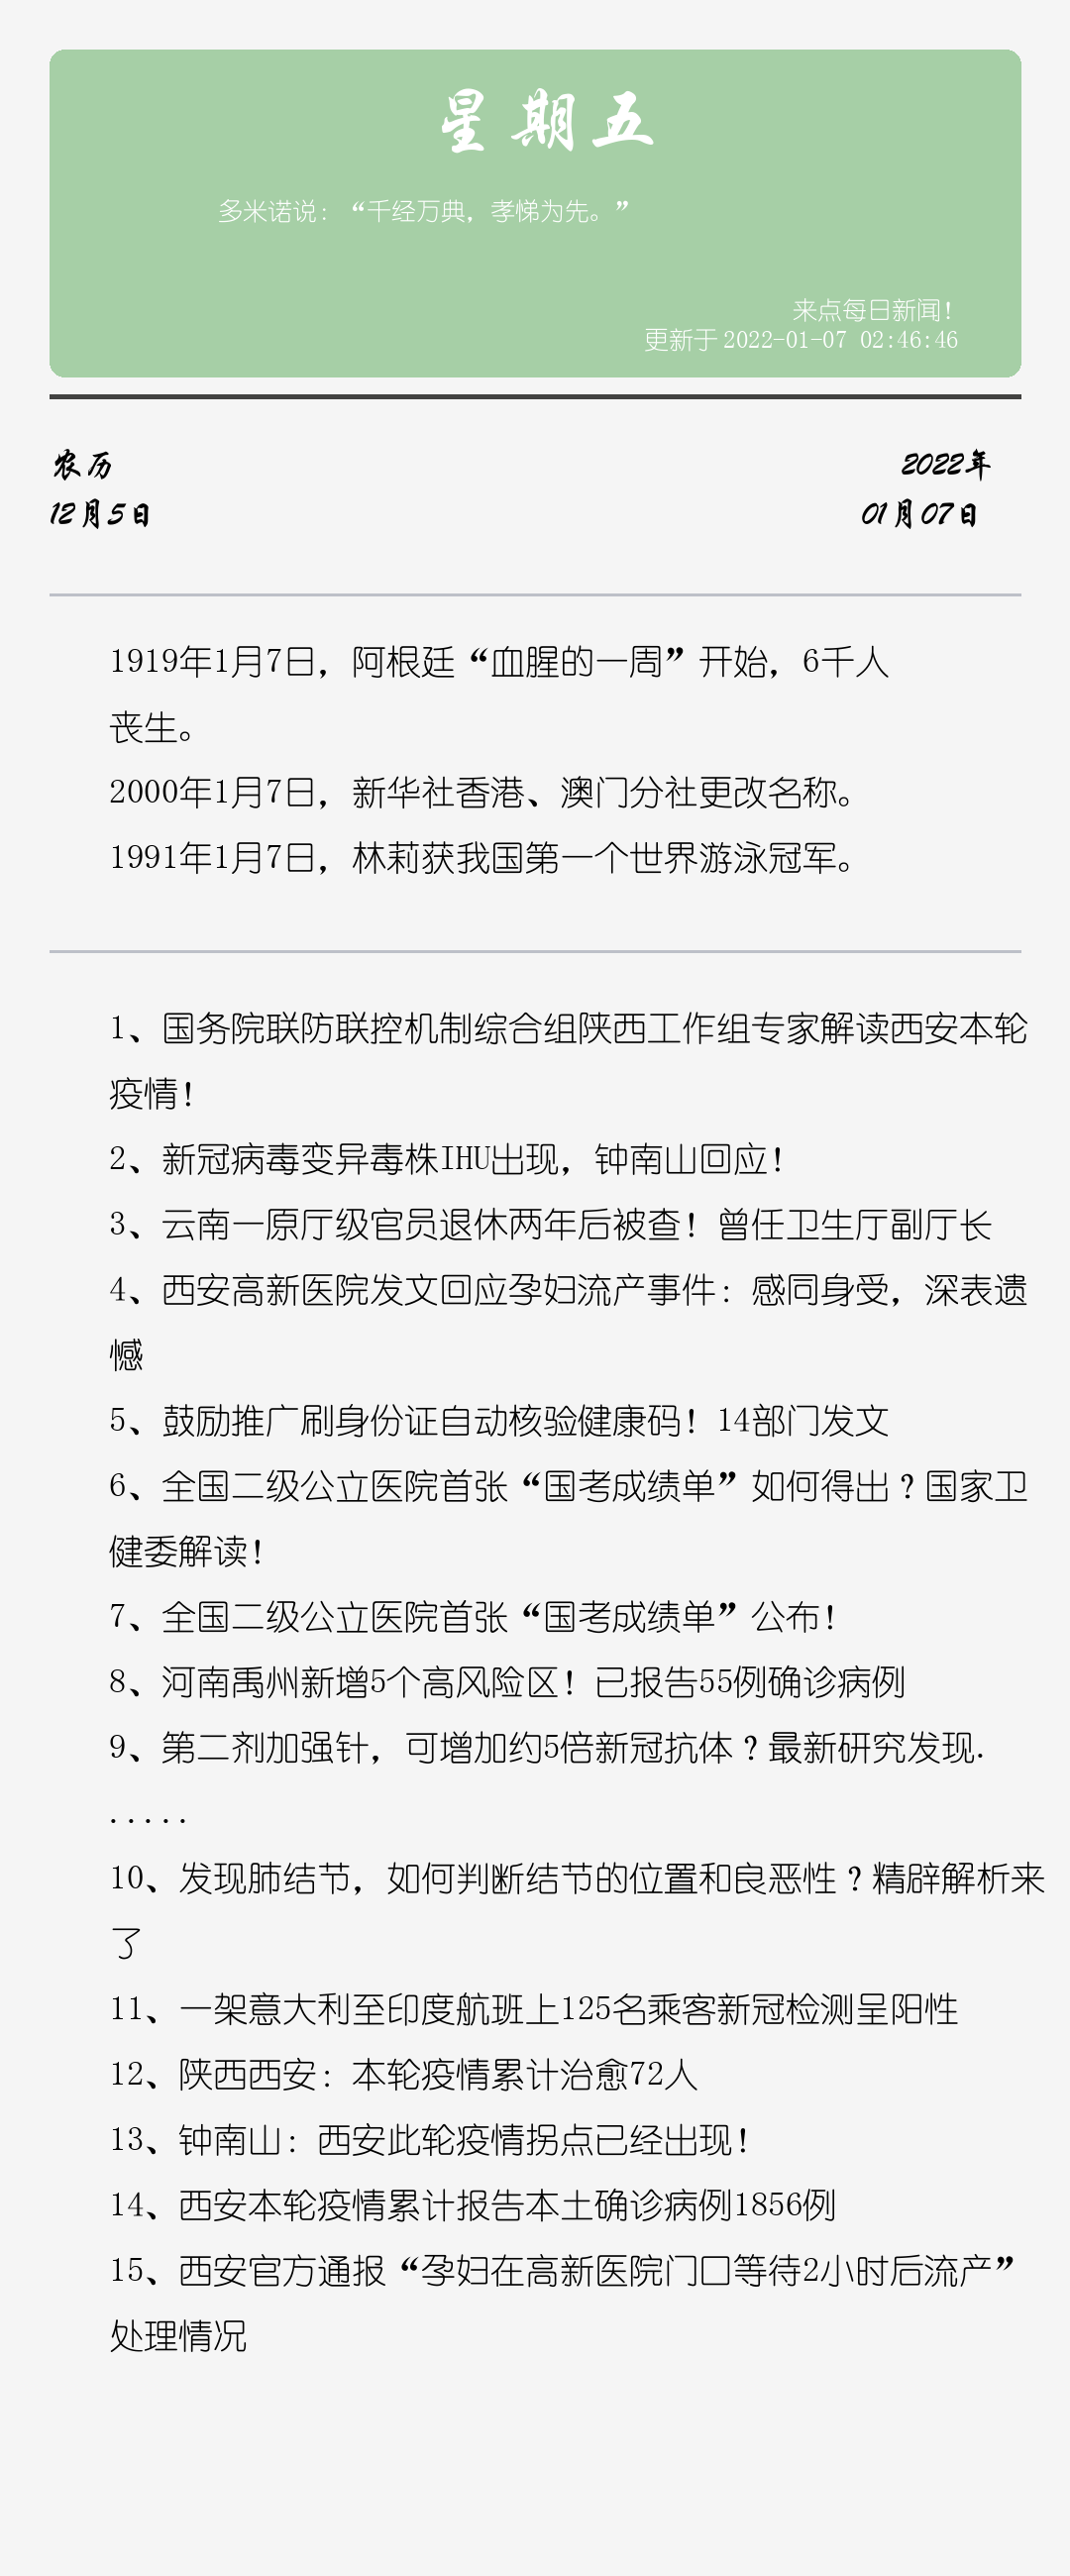 星期五
多米诺说：“千经万典，孝悌为先。”
来点每日新闻！
更新于2022-01-07 02:46:46
农历
12月5日
2022年
01月07日
1919年1月7日，阿根廷“血腥的一周”开始，6千人
丧生。
2000年1月7日，新华社香港、澳门分社更改名称。
1991年1月7日，林莉获我国第一个世界游泳冠军。
1、国务院联防联控机制综合组陕西工作组专家解读西安本轮
疫情！
2、新冠病毒变异毒株IHU出现，钟南山回应！
3、云南一原厅级官员退休两年后被查！曾任卫生厅副厅长
4、西安高新医院发文回应孕妇流产事件：感同身受，深表遗
憾
5、鼓励推广刷身份证自动核验健康码！14部门发文
6、全国二级公立医院首张“国考成绩单”如何得出？国家卫
健委解读！
7、全国二级公立医院首张“国考成绩单”公布！
8、河南禹州新增5个高风险区！已报告55例确诊病例
9、第二剂加强针，可增加约5倍新冠抗体？最新研究发现.
.....
10、发现肺结节，如何判断结节的位置和良恶性？精辟解析来
了
11、一架意大利至印度航班上125名乘客新冠检测呈阳性
12、陕西西安：本轮疫情累计治愈72人
13、钟南山：西安此轮疫情拐点已经出现！
14、西安本轮疫情累计报告本土确诊病例1856例
15、西安官方通报“孕妇在高新医院门口等待2小时后流产”
处理情况